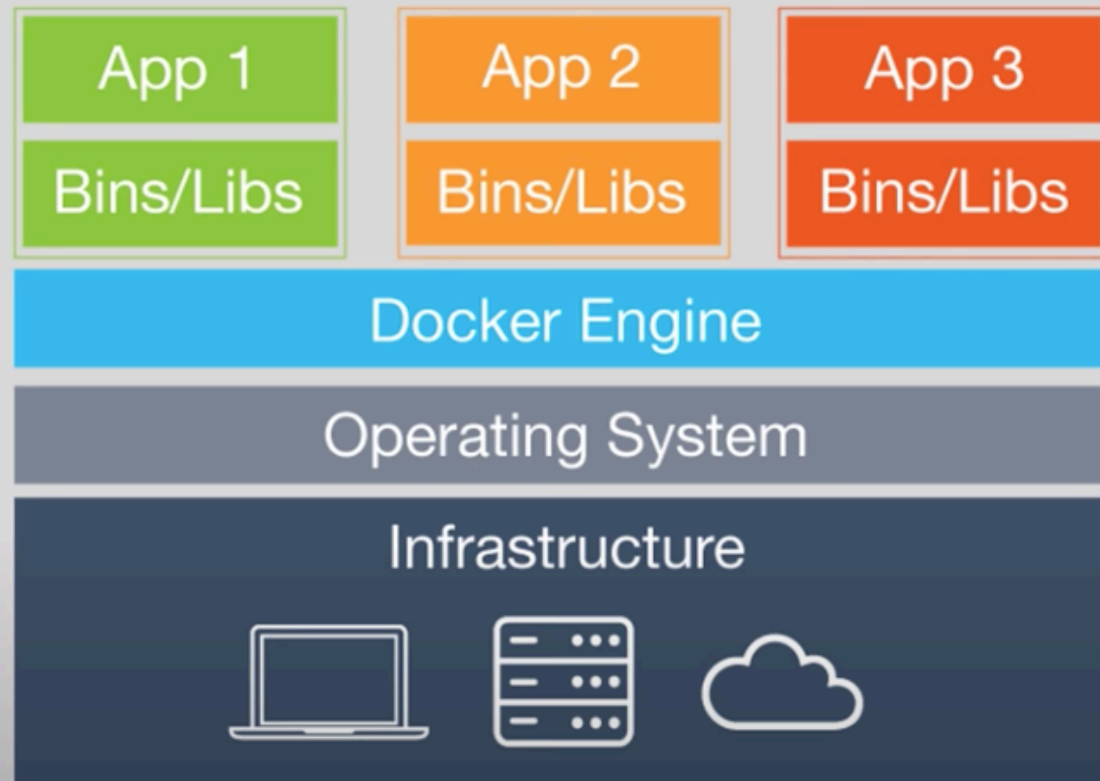 App 1
App 2
App 3
Bins/Libs
Bins/Libs
Bins/Libs
Docker Engine
Operating System
Infrastructure